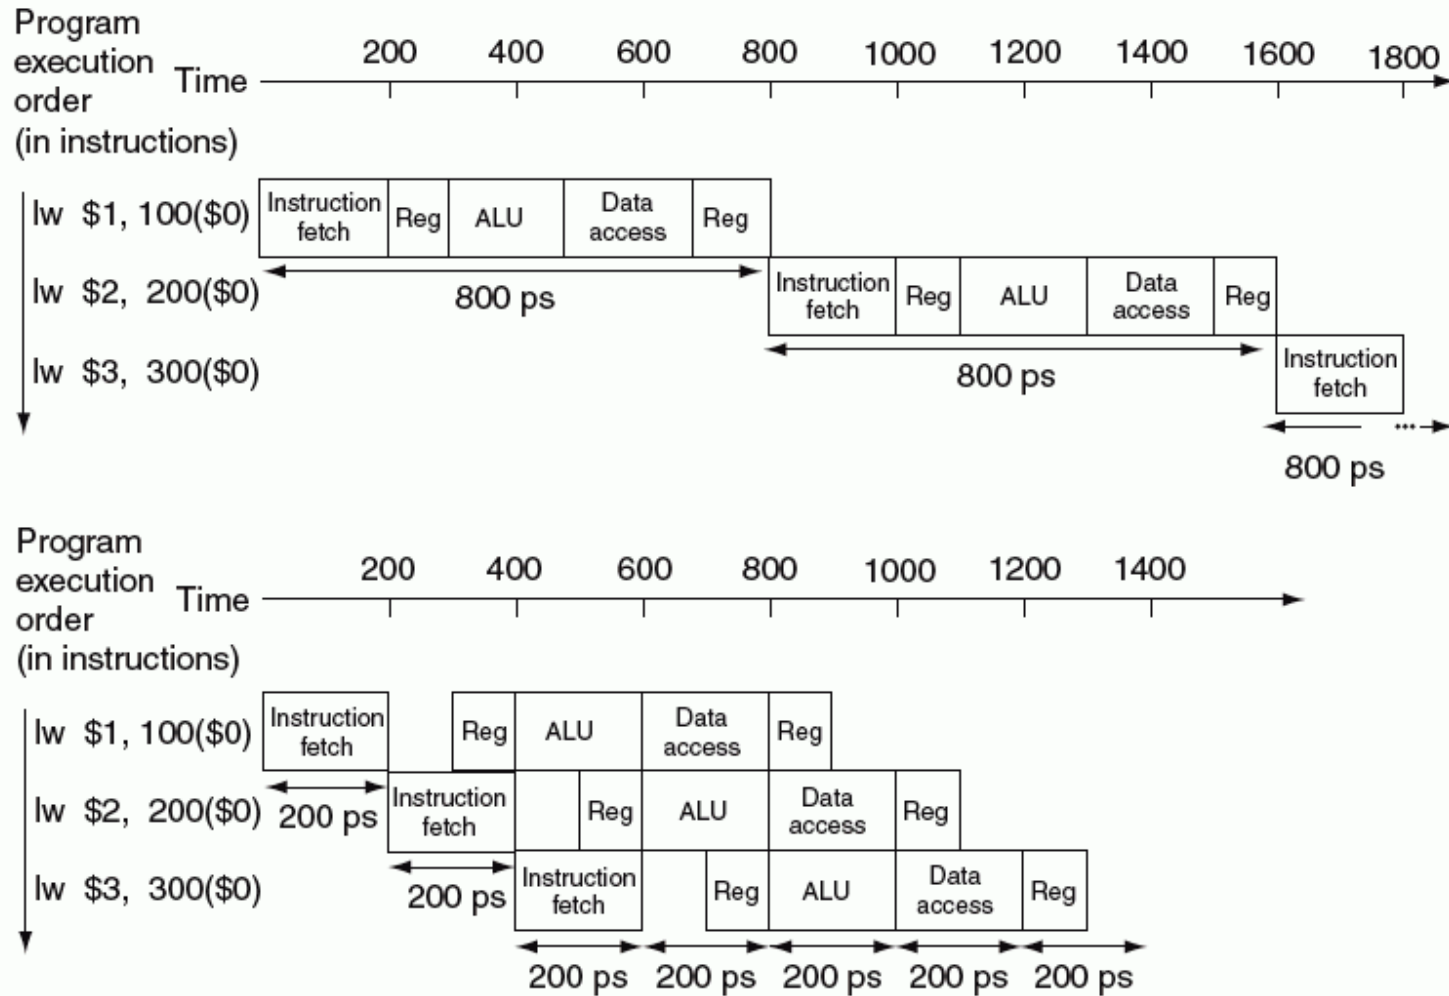 Program
execution
order
(in instructions)
Time
200 400 600 800 1000 1200 1400 1600 1800
lw $1, 100($0)
Instruction
fetch
Reg
ALU
Data
access
Reg
800 ps
lw $2, 200($0)
Instruction
fetch
Reg
ALU
Data
access
Reg
800 ps
lw $3, 300($0)
Instruction
fetch
...
800 ps
Program
execution
order
(in instructions)
Time
200 400 600 800 1000 1200 1400
lw $1, 100($0)
Instruction
fetch
Reg
ALU
Data
access
Reg
200 ps
lw $2, 200($0)
Instruction
fetch
Reg
ALU
Data
access
Reg
200 ps
lw $3, 300($0)
Instruction
fetch
Reg
ALU
Data
access
Reg
200 ps 200 ps 200 ps 200 ps 200 ps